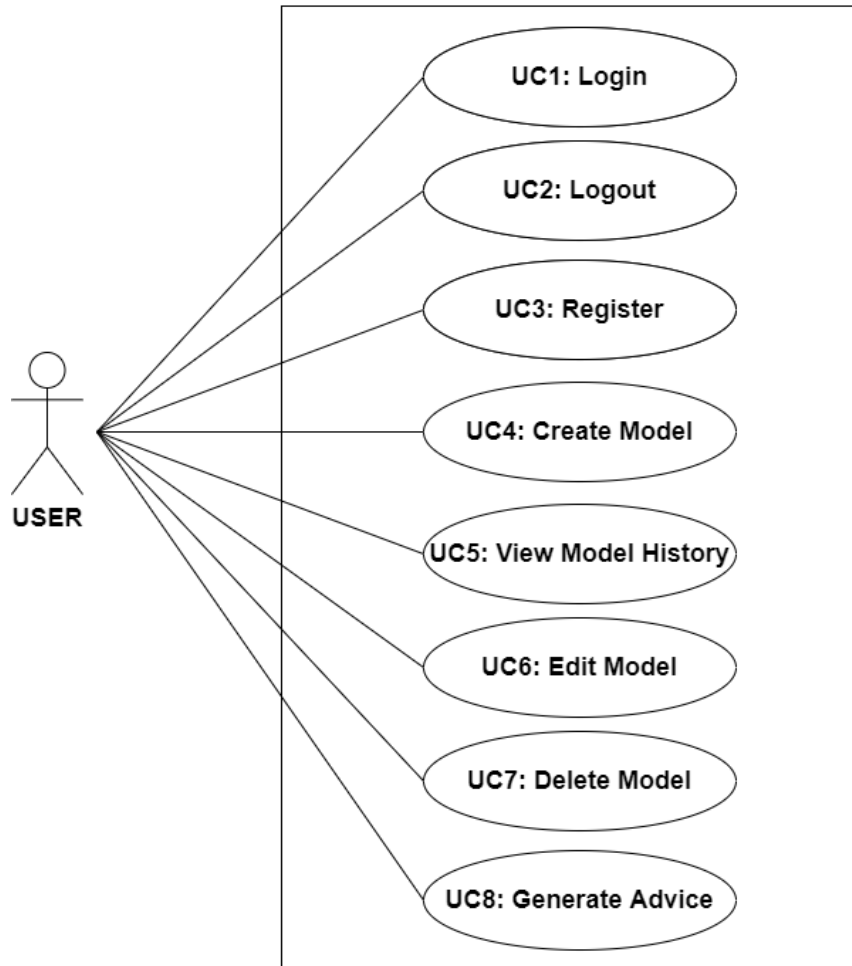 UC1: Login
UC2: Logout
UC3: Register
UC4: Create Model
USER
UC5: View Model History
UC6: Edit Model
UC7: Delete Model
UC8: Generate Advice